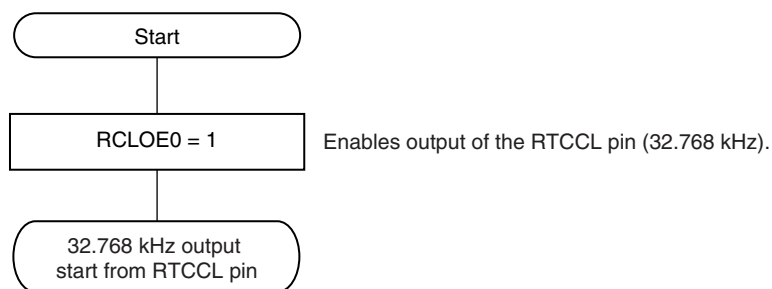 Start
RCLOE0 = 1
Enables output of the RTCCL pin (32.768 kHz).
32.768 kHz output
start from RTCCL pin